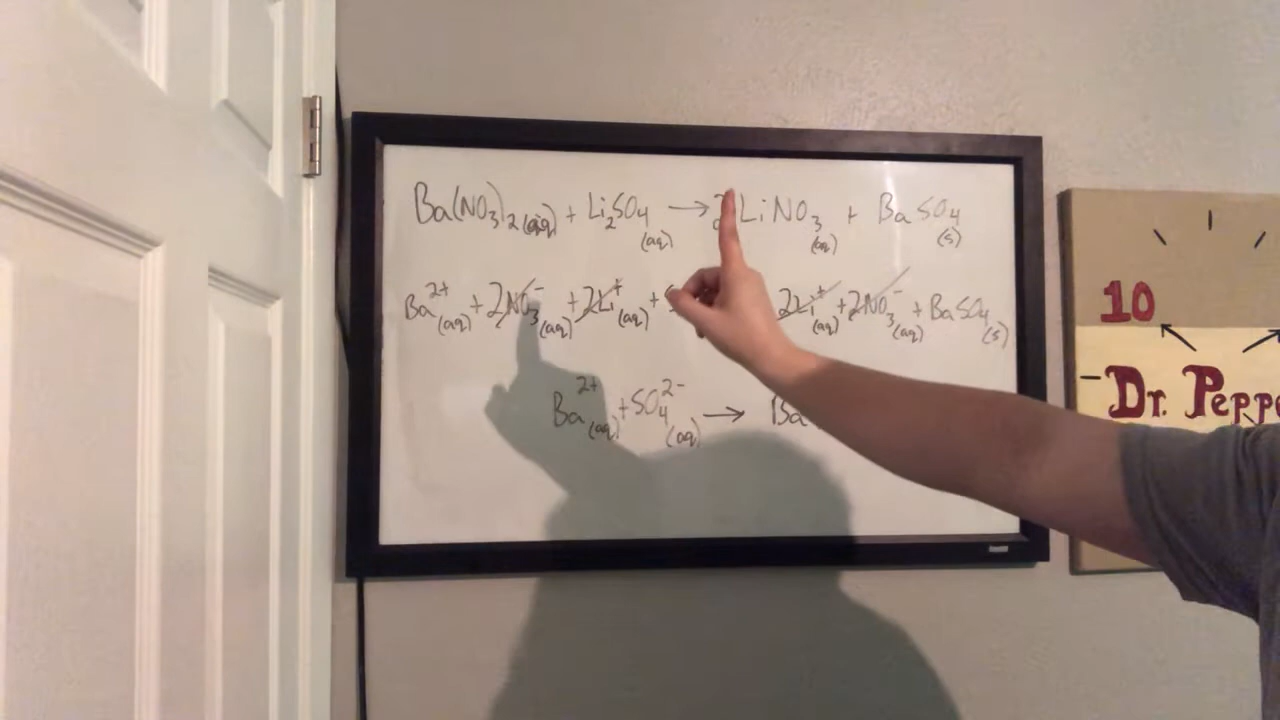 Ba(NO3)2(aq) + Li2SO4(aq) → 2LiNO3(aq) + BaSO4(s)
Ba2+(aq) + 2NO3-(aq) + 2Li+(aq) + 2Li+(aq) + 2NO3-(aq) + BaSO4(s)
Ba2+(aq) + SO42-(aq) → Ba
10
-Dr. Peppe